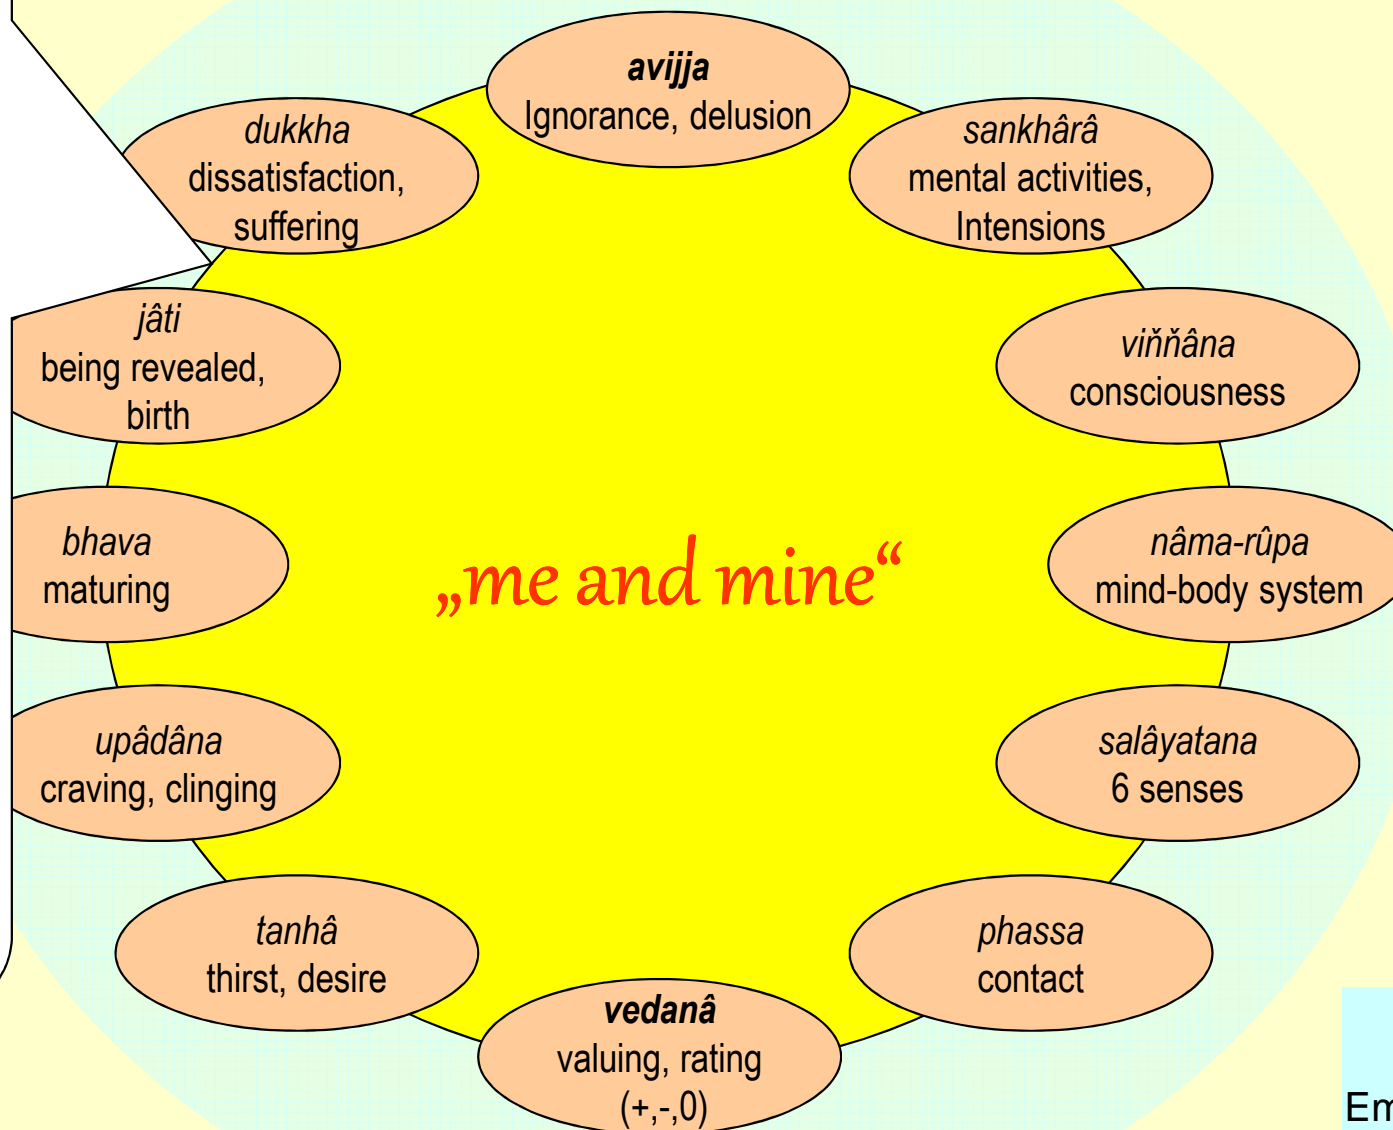 avijja
Ignorance, delusion
sankhârâ
mental activities,
Intensions
viňňâna
consciousness
nâma-rûpa
mind-body system
salâyatana
6 senses
phassa
contact
vedanâ
valuing, rating
(+,-,0)
tanhâ
thirst, desire
upâdâna
craving, clinging
bhava
maturing
jâti
being revealed,
birth
dukkha
dissatisfaction,
suffering
„me and mine“
Em